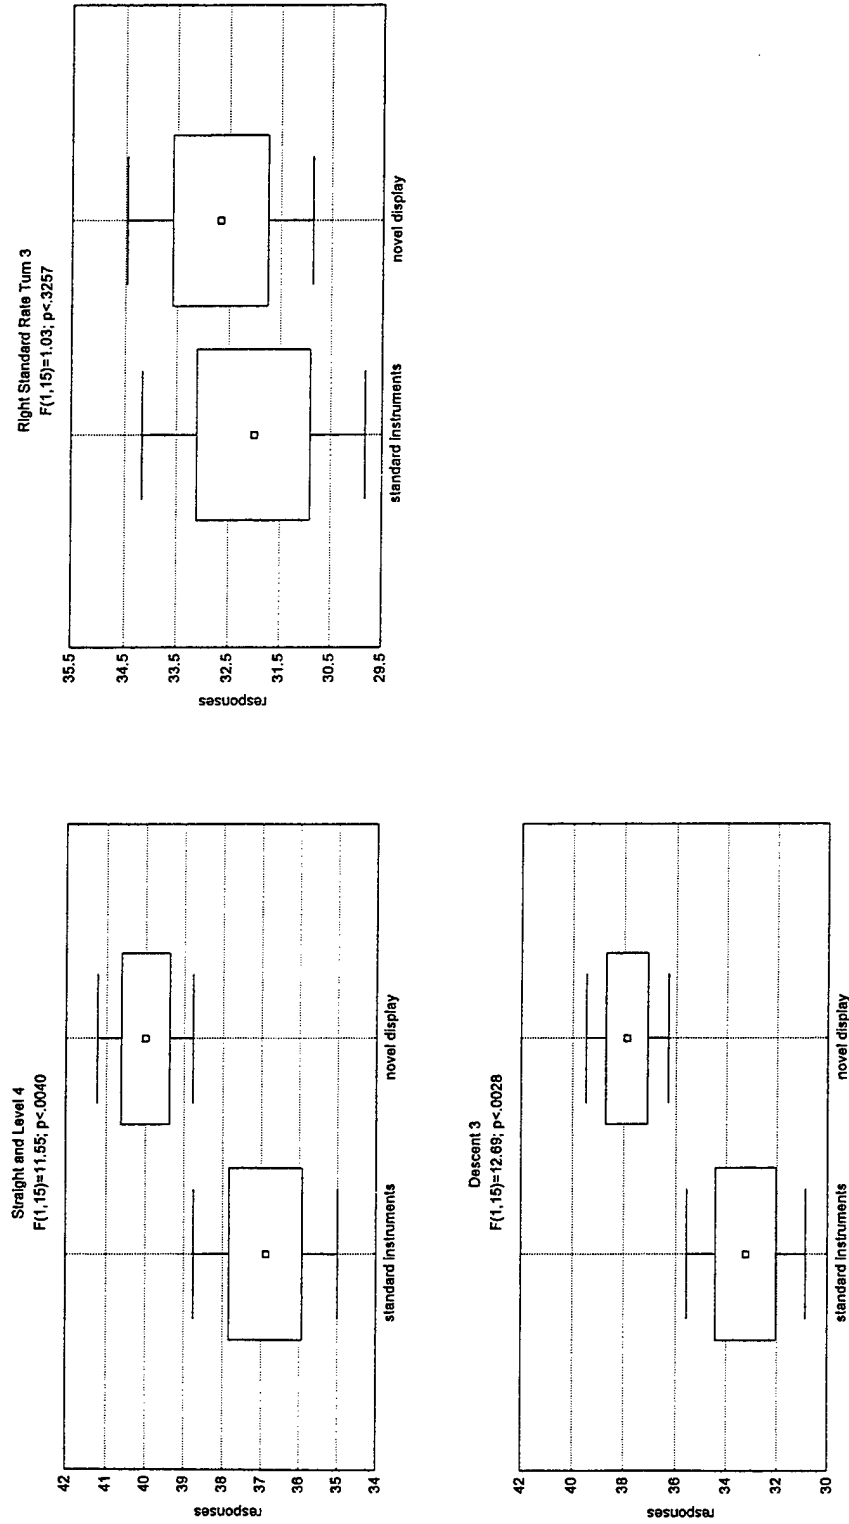 Straight and Level 4
F(1,15)=11.55; p<.0040
responses
42
41
40
39
38
37
36
35
34
standard instruments
novel display
Right Standard Rate Turn 3
F(1,15)=1.03; p<.3257
responses
35.5
34.5
33.5
32.5
31.5
30.5
29.5
standard instruments
novel display
Descent 3
F(1,15)=12.69; p<.0028
responses
42
40
38
36
34
32
30
standard instruments
novel display